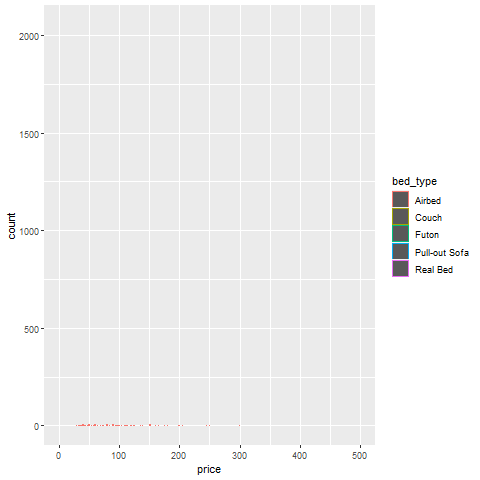 2000
1500
1000
500
0
count
0 100 200 300 400 500
price
bed_type
Airbed
Couch
Futon
Pull-out Sofa
Real Bed